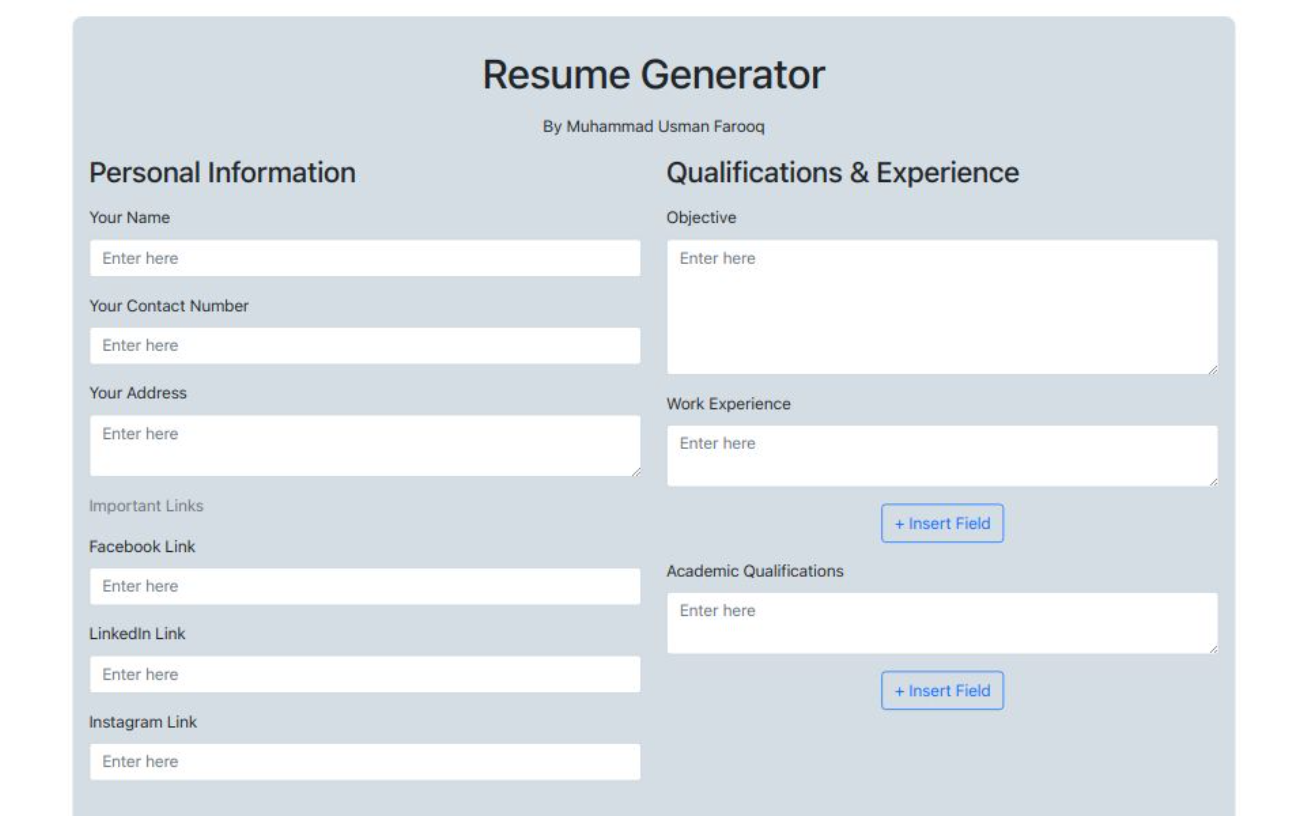 Resume Generator
By Muhammad Usman Farooq
Personal Information
Your Name
Enter here
Your Contact Number
Enter here
Your Address
Enter here
Important Links
Facebook Link
Enter here
LinkedIn Link
Enter here
Instagram Link
Enter here
Qualifications & Experience
Objective
Enter here
Work Experience
Enter here
+ Insert Field
Academic Qualifications
Enter here
+ Insert Field